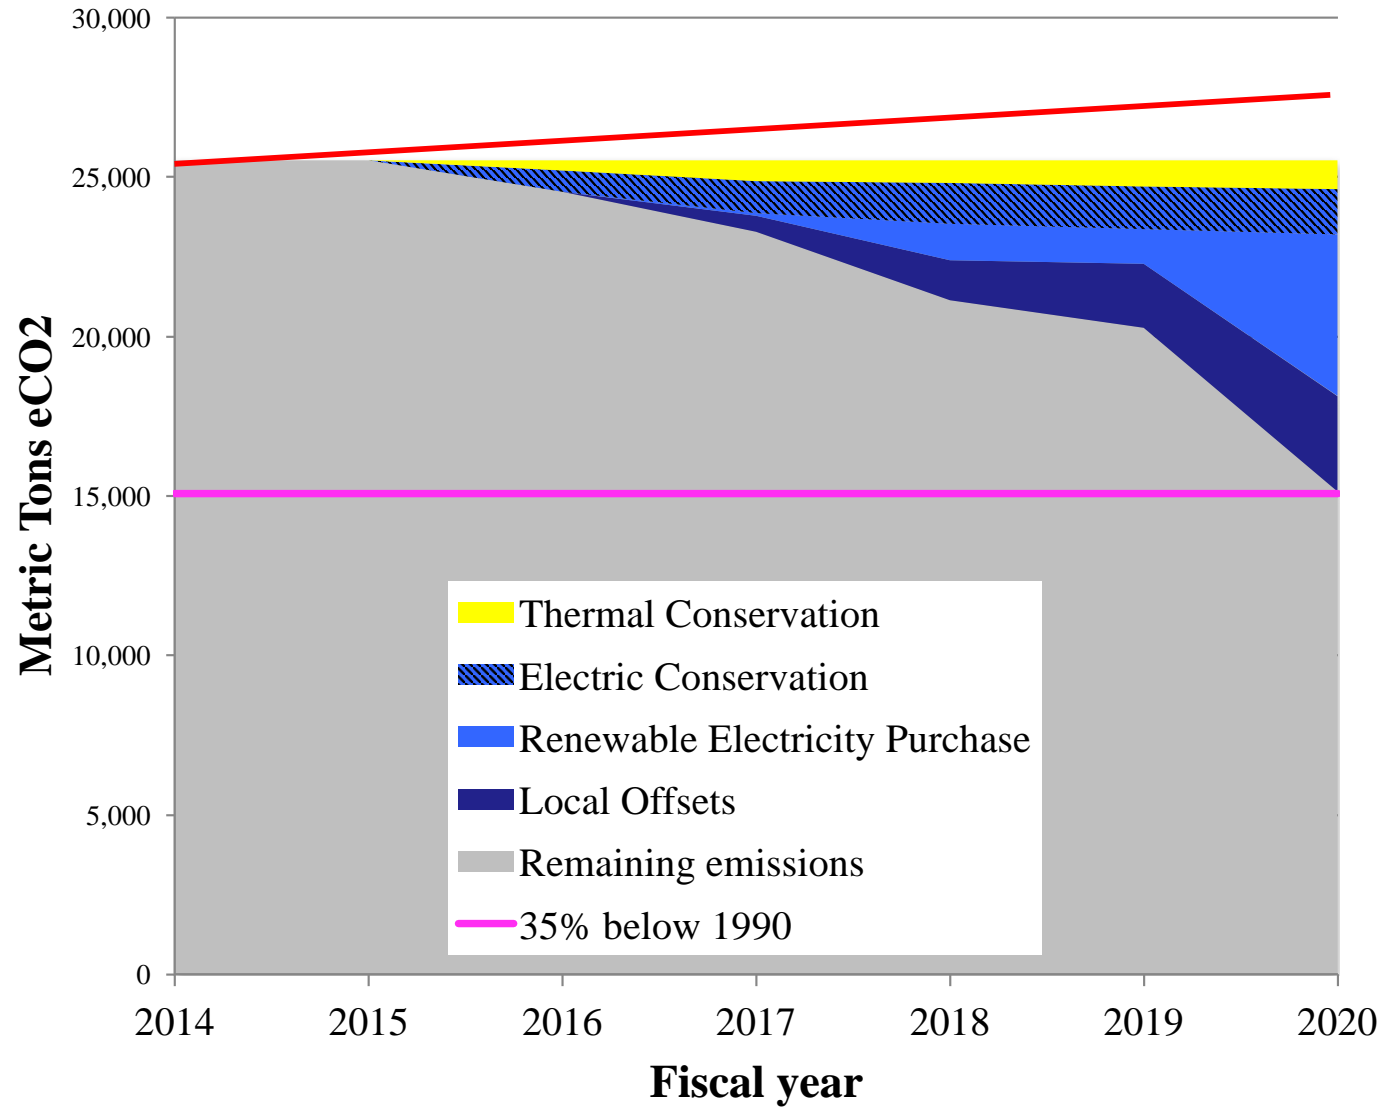 30,000
25,000
20,000
15,000
10,000
5,000
0
Metric Tons eCO2
Thermal Conservation
Electric Conservation
Renewable Electricity Purchase
Local Offsets
Remaining emissions
35% below 1990
2014 2015 2016 2017 2018 2019 2020
Fiscal year